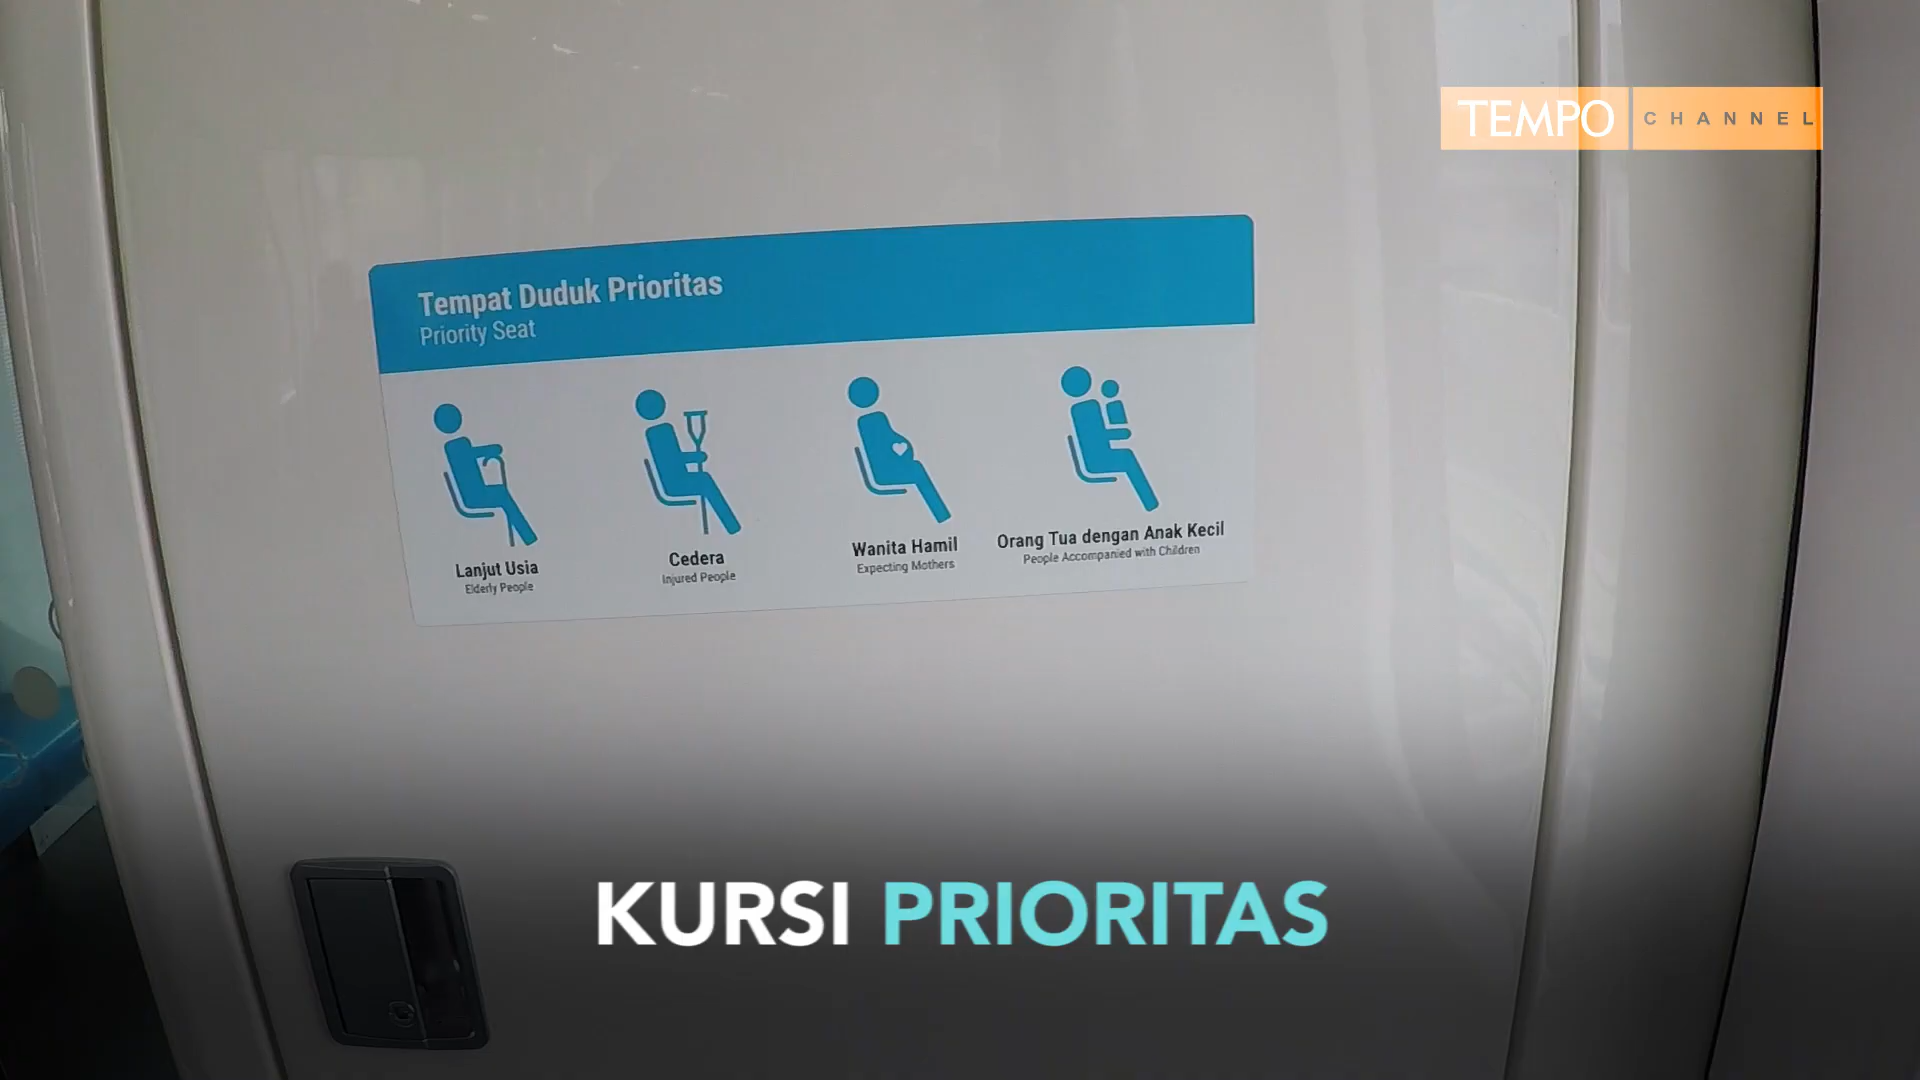 TEMPO CHANNEL
Tempat Duduk Prioritas
Priority Seat
Lanjut Usia
Elderly People
Cedera
Injured People
Wanita Hamil
Expecting Mothers
Orang Tua dengan Anak Kecil
People Accompanied with Children
KURSI PRIORITAS